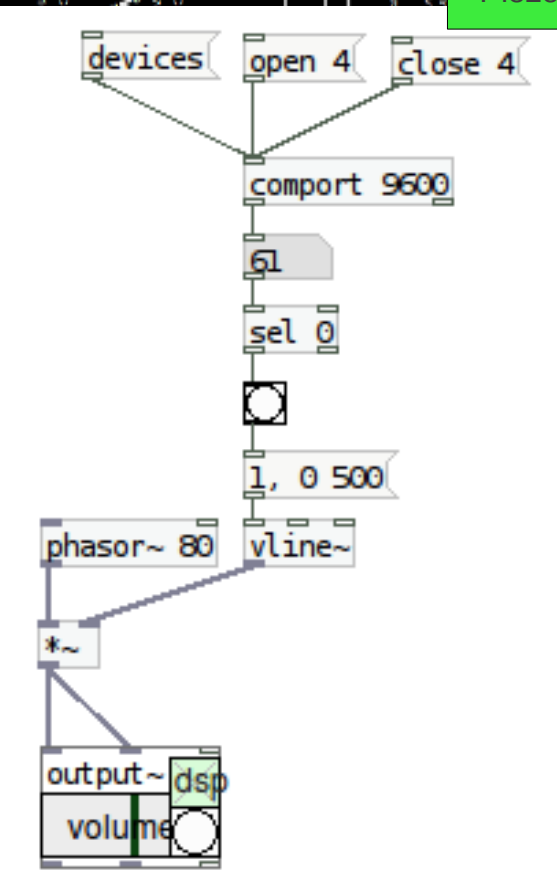 devices
open 4
close 4
comport 9600
61
sel 0
1, 0 500
phasor~ 80
vline~
*~
output~
dsp
volume